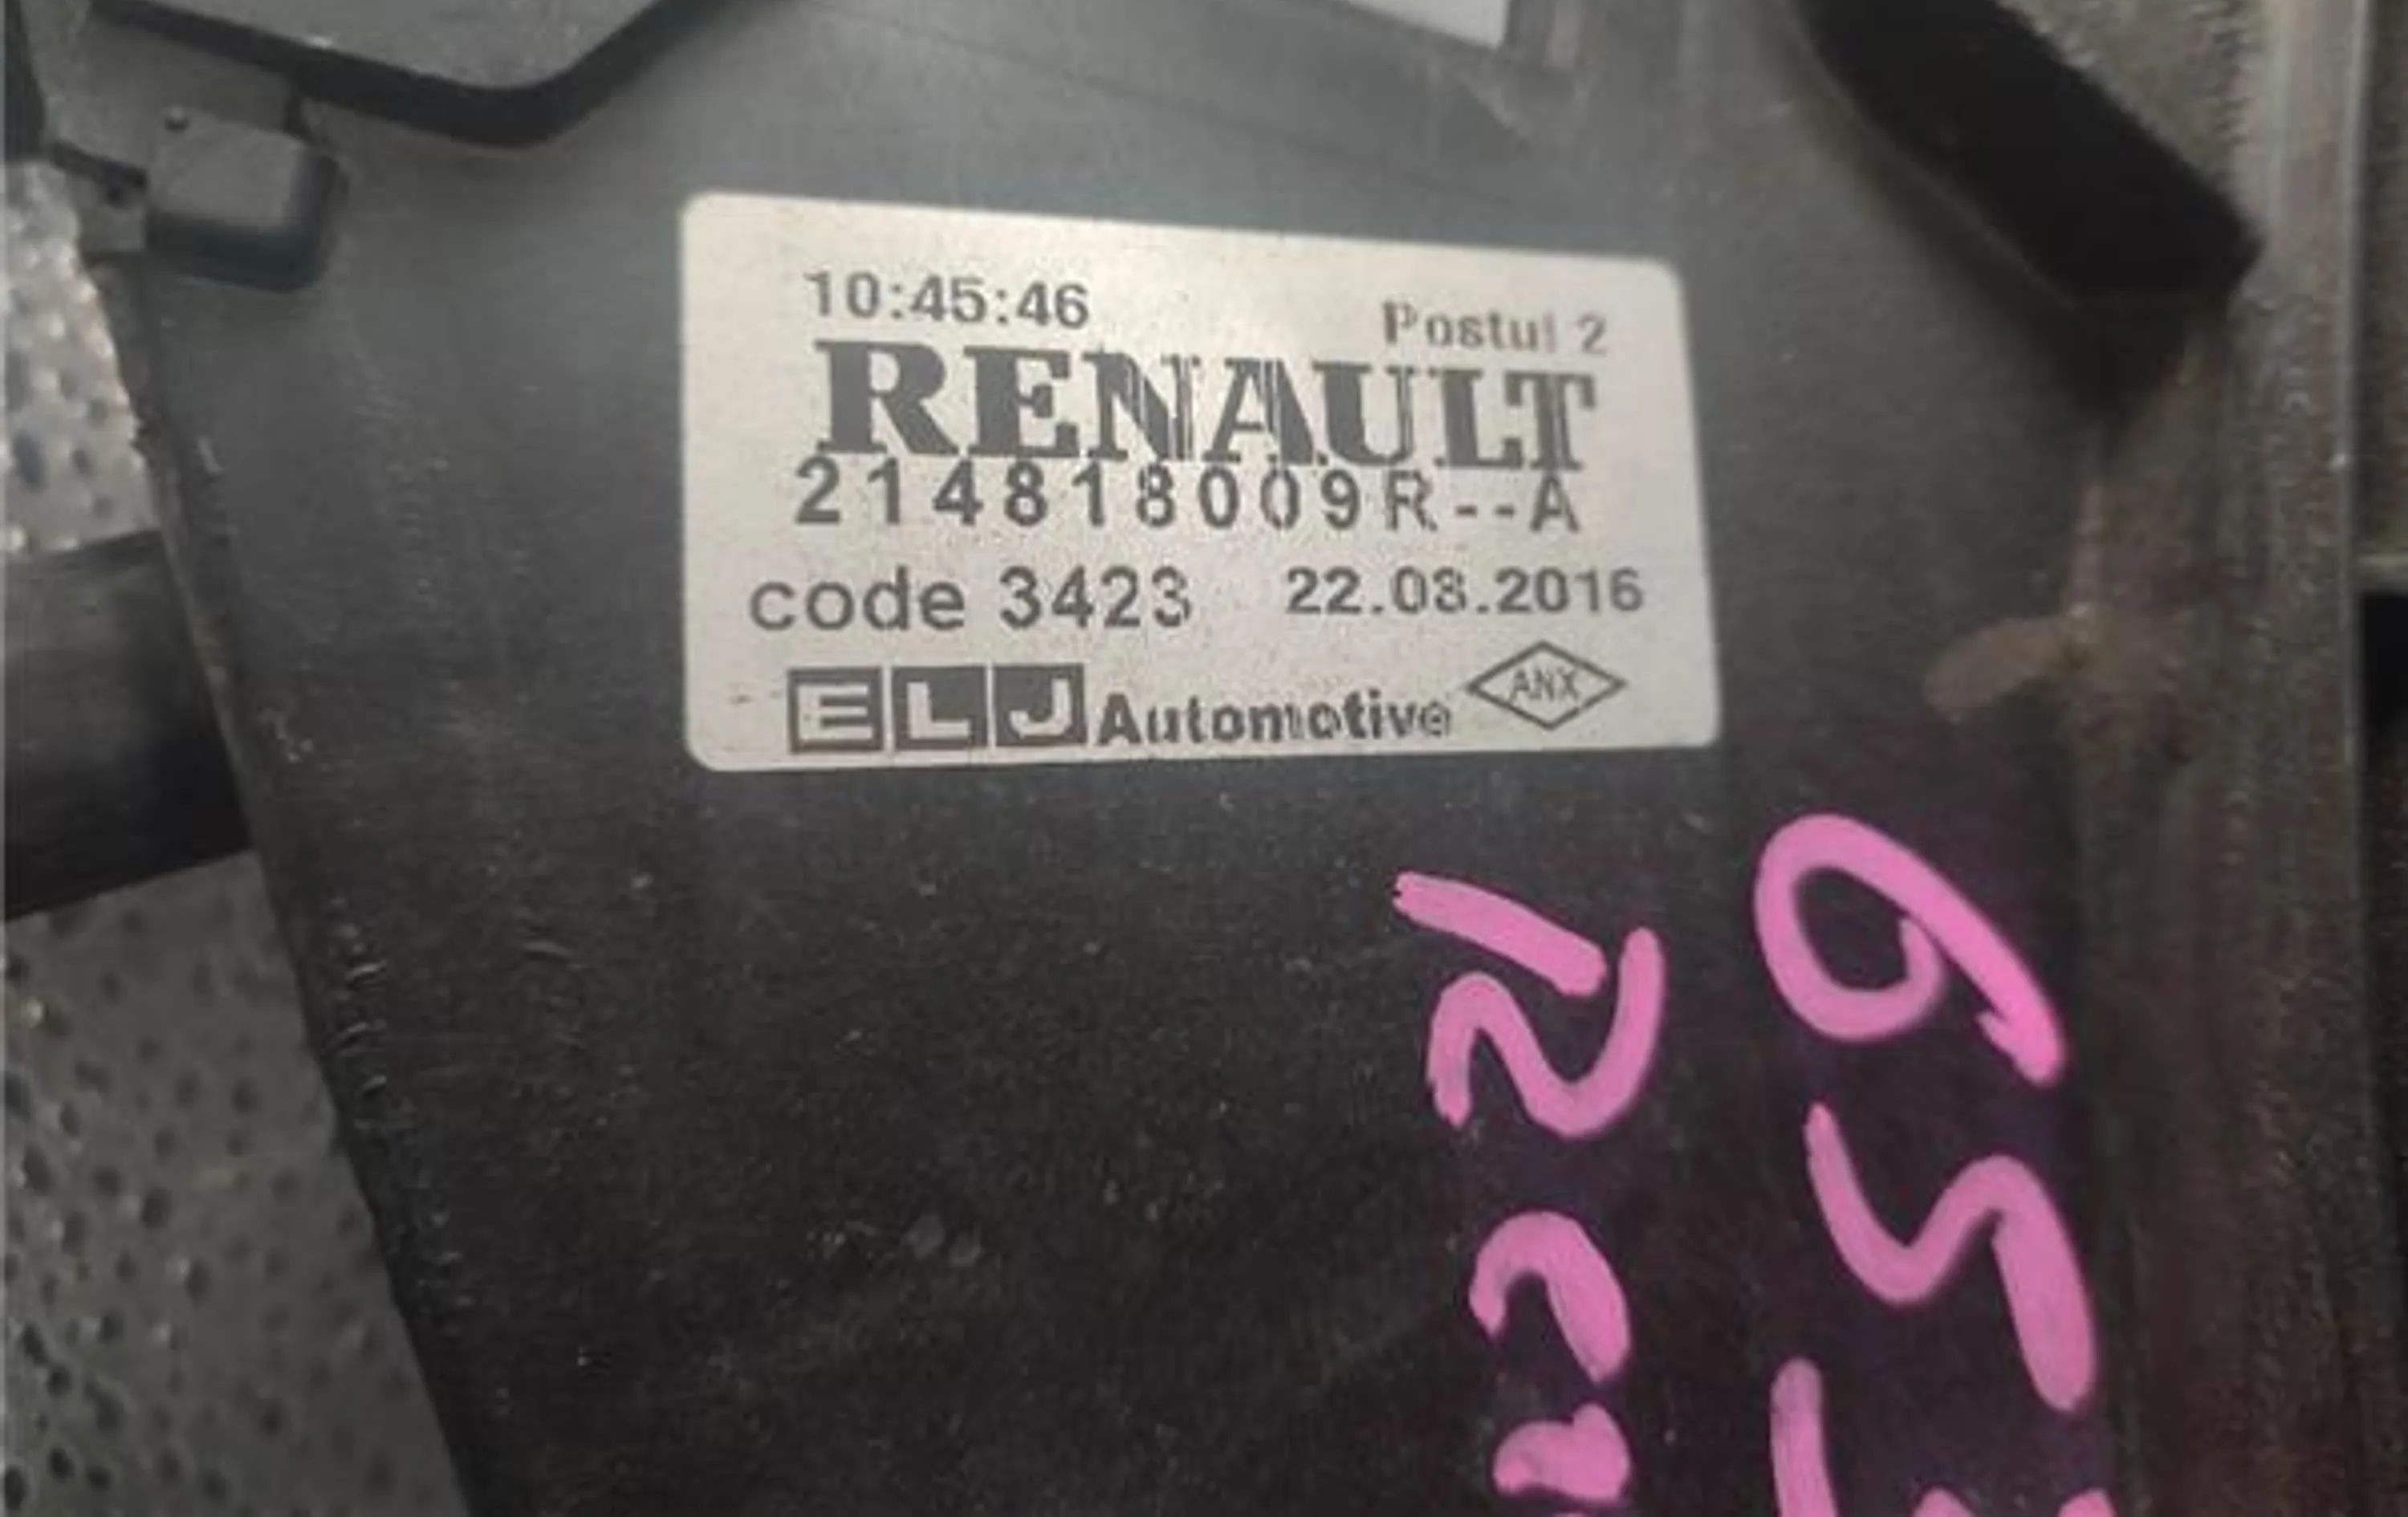 10:45:46 Postul 2
RENAULT
214818009R--A
code 3423 22.08.2016
ELJ Automotive ANX